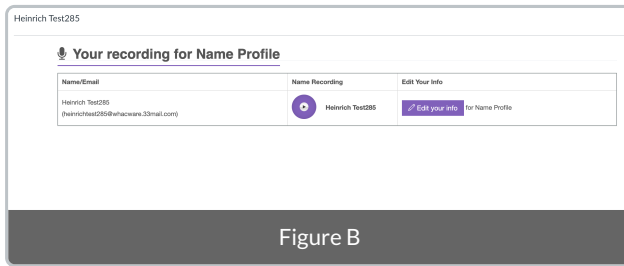 Heinrich Test285
Your recording for Name Profile
Name/Email
Name Recording
Edit Your Info
Heinrich Test285
(heinrichtest285@whacware.33mail.com)
Heinrich Test285
Edit your info for Name Profile
Figure B